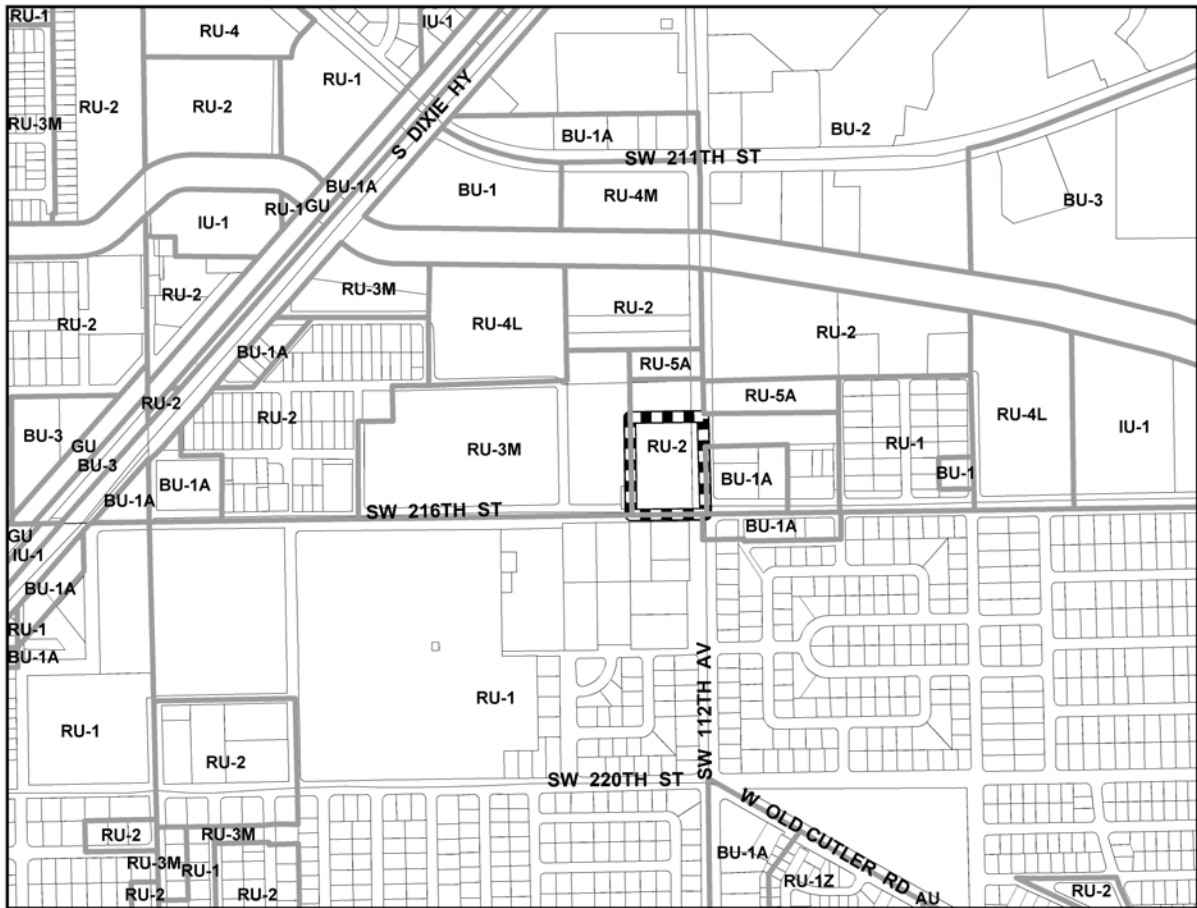 RU-1
IU-1
RU-4
RU-1
RU-2
RU-2
S DIXIE HY
RU-3M
BU-1A
BU-2
SW 211TH ST
BU-1A
BU-1
RU-4M
BU-3
RU-1
GU
IU-1
RU-2
RU-3M
RU-2
RU-2
RU-4L
RU-2
BU-1A
RU-5A
RU-2
RU-5A
BU-3
RU-2
RU-4L
RU-1
IU-1
GU
RU-3M
RU-2
BU-3
BU-1
BU-1A
BU-1A
BU-1A
SW 216TH ST
BU-1A
GU
IU-1
BU-1A
RU-1
BU-1A
SW 112TH AV
RU-1
RU-1
RU-2
SW 220TH ST
W OLD CUTLER RD
RU-2
RU-3M
BU-1A
RU-3M
RU-1
RU-1Z
RU-2
RU-2
RU-2
AU